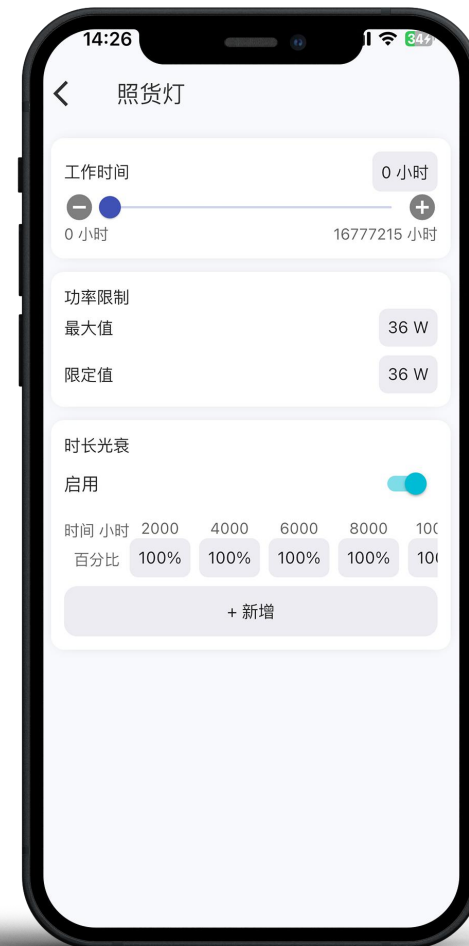 14:26
34
照货灯
工作时间
0 小时
0 小时 16777215 小时
功率限制
最大值 36 W
限定值 36 W
时长光衰
启用
时间 小时 2000 4000 6000 8000
百分比 100% 100% 100% 100%
+ 新增